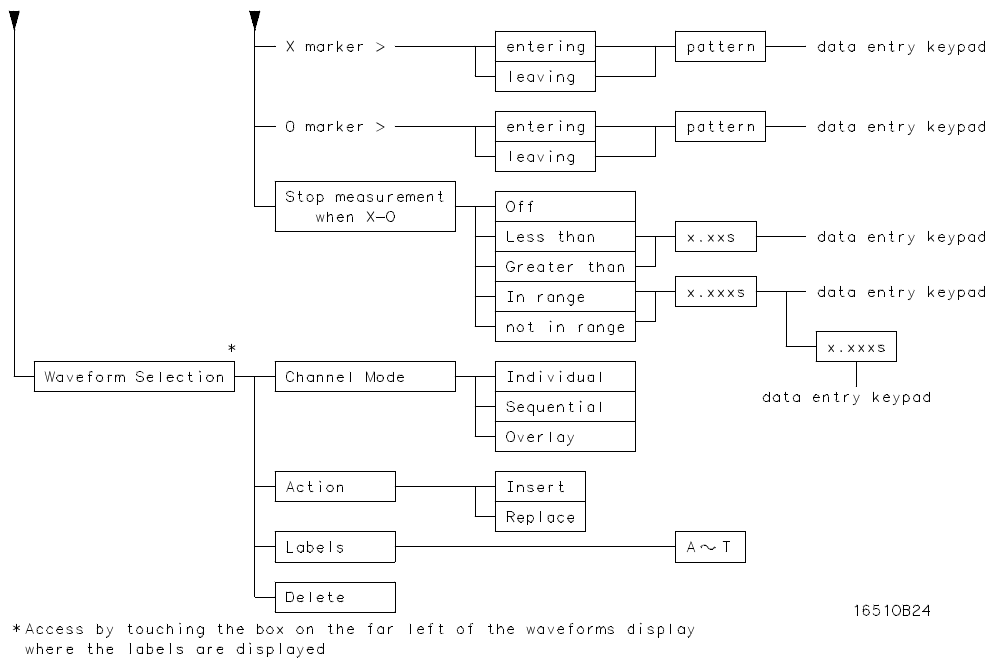 X marker >
entering
pattern
data entry keypad
leaving
O marker >
entering
pattern
data entry keypad
leaving
Stop measurement
when X–O
Off
Less than
x.xxs
data entry keypad
Greater than
In range
x.xxxs
data entry keypad
not in range
x.xxxs
data entry keypad
*
Waveform Selection
Channel Mode
Individual
Sequential
Overlay
Action
Insert
Replace
Labels
A～T
Delete
16510B24
*Access by touching the box on the far left of the waveforms display
where the labels are displayed